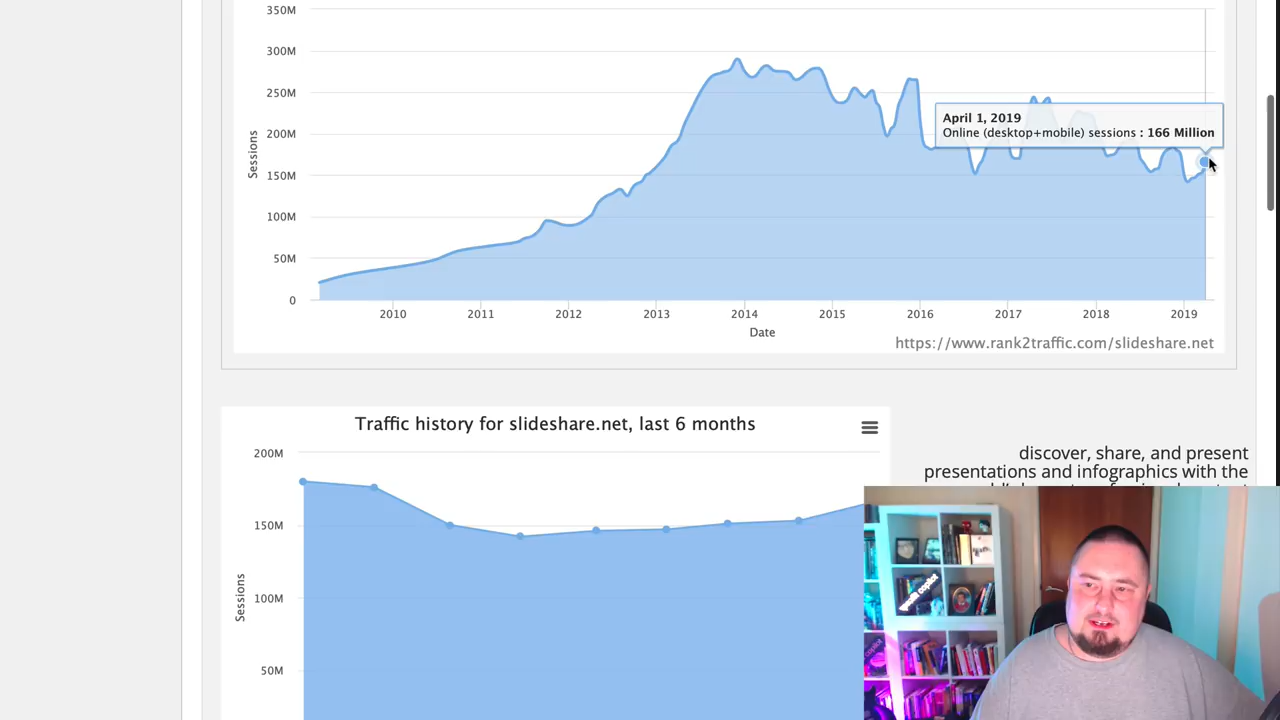 350M
300M
250M
200M
150M
100M
50M
0
Sessions
April 1, 2019
Online (desktop+mobile) sessions : 166 Million
2010 2011 2012 2013 2014 2015 2016 2017 2018 2019
Date
https://www.rank2traffic.com/slideshare.net
Traffic history for slideshare.net, last 6 months
200M
150M
100M
50M
Sessions
discover, share, and present
presentations and infographics with the